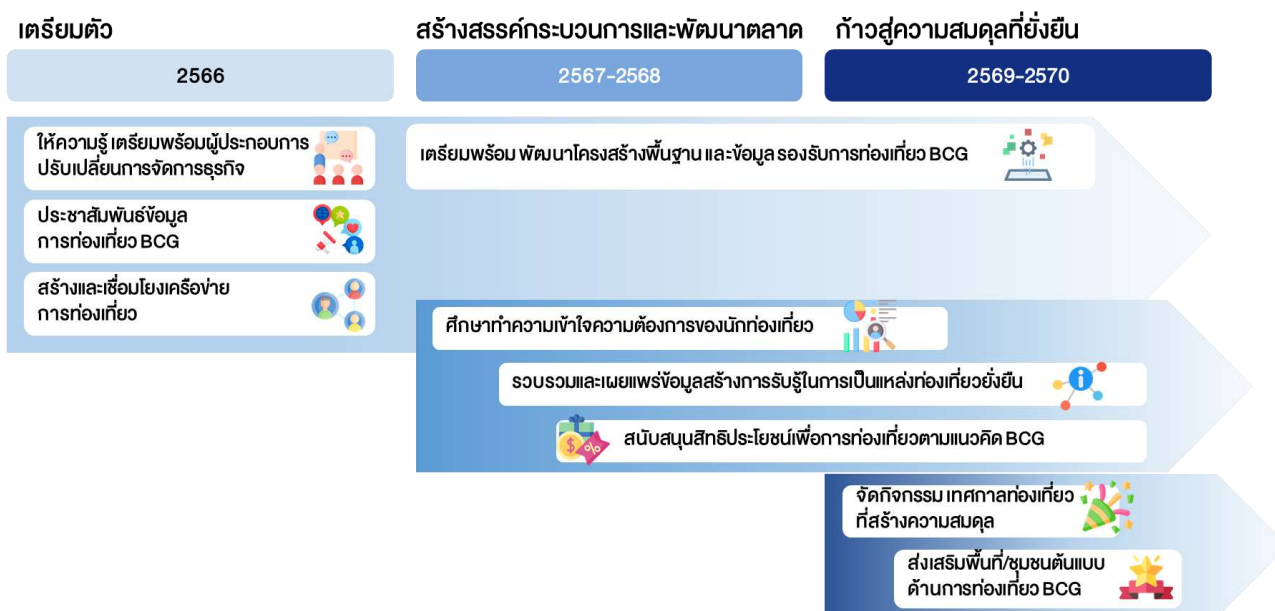 เตรียมตัว
สร้างสรรค์กระบวนการและพัฒนาตลาด
ก้าวสู่ความสมดุลที่ยั่งยืน
2566
2567-2568
2569-2570
ให้ความรู้ เตรียมพร้อมผู้ประกอบการ
ปรับเปลี่ยนการจัดการธุรกิจ
เตรียมพร้อม พัฒนาโครงสร้างพื้นฐาน และข้อมูล รองรับการท่องเที่ยว BCG
ประชาสัมพันธ์ข้อมูล
การท่องเที่ยว BCG
สร้างและเชื่อมโยงเครือข่าย
การท่องเที่ยว
ศึกษาทำความเข้าใจความต้องการของนักท่องเที่ยว
รวบรวมและเผยแพร่ข้อมูลสร้างการรับรู้ในการเป็นแหล่งท่องเที่ยวยั่งยืน
สนับสนุนสิทธิประโยชน์เพื่อการท่องเที่ยวตามแนวคิด BCG
จัดกิจกรรม เทศกาลท่องเที่ยว
ที่สร้างความสมดุล
ส่งเสริมพื้นที่/ชุมชนต้นแบบ
ด้านการท่องเที่ยว BCG